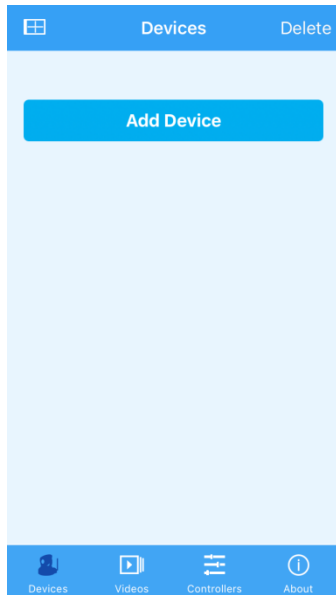 Devices
Delete
Add Device
Devices
Videos
Controllers
About